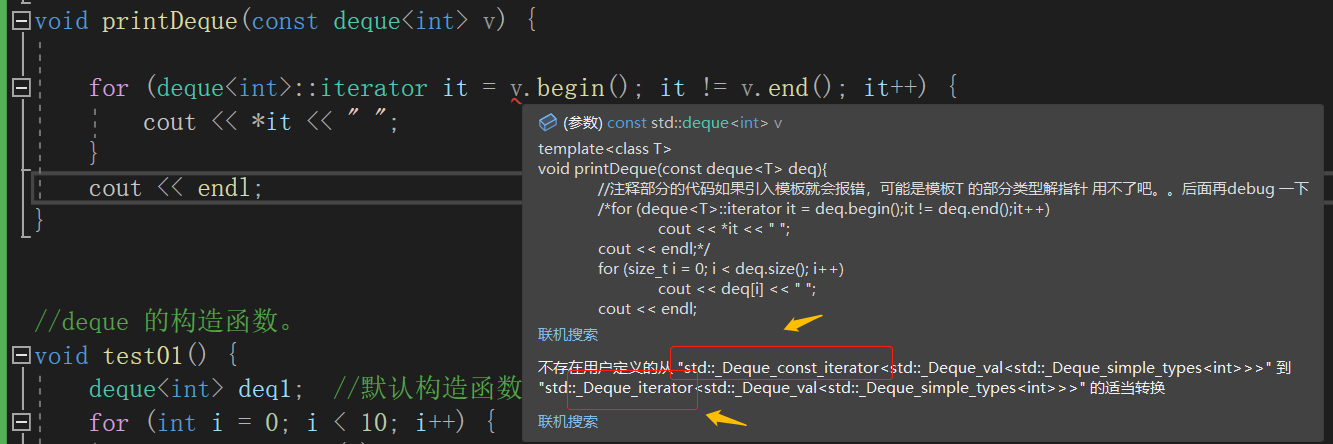 void printDeque(const deque<int> v) {
for (deque<int>::iterator it = v.begin(); it != v.end(); it++) {
cout << *it << " ";
}
cout << endl;
}
(参数) const std::deque<int> v
template<class T>
void printDeque(const deque<T> deq){
//注释部分的代码如果引入模板就会报错，可能是模板T 的部分类型解指针 用不了吧。。后面再debug 一下
/*for (deque<T>::iterator it = deq.begin();it != deq.end();it++)
cout << *it << " ";
cout << endl;*/
for (size_t i = 0; i < deq.size(); i++)
cout << deq[i] << " ";
cout << endl;
联机搜索
不存在用户定义的从 "std::_Deque_const_iterator<std::_Deque_val<std::_Deque_simple_types<int>>>" 到
"std::_Deque_iterator<std::_Deque_val<std::_Deque_simple_types<int>>>" 的适当转换
联机搜索
//deque 的构造函数。
void test01() {
deque<int> deq1; //默认构造函数
for (int i = 0; i < 10; i++) {